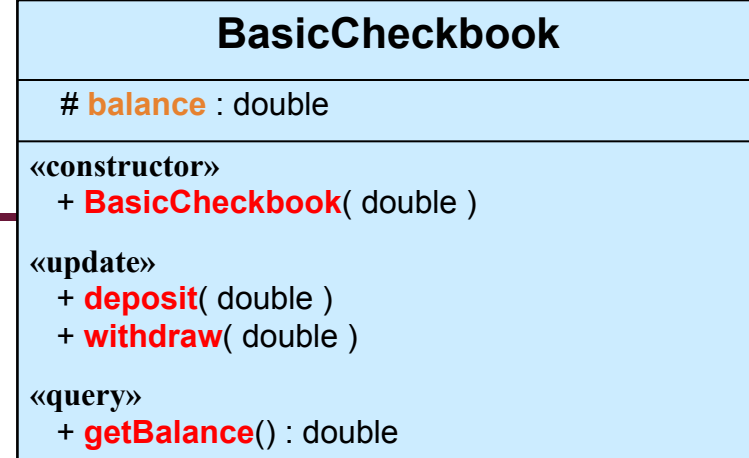 BasicCheckbook
# balance : double
«constructor»
+ BasicCheckbook( double )
«update»
+ deposit( double )
+ withdraw( double )
«query»
+ getBalance() : double